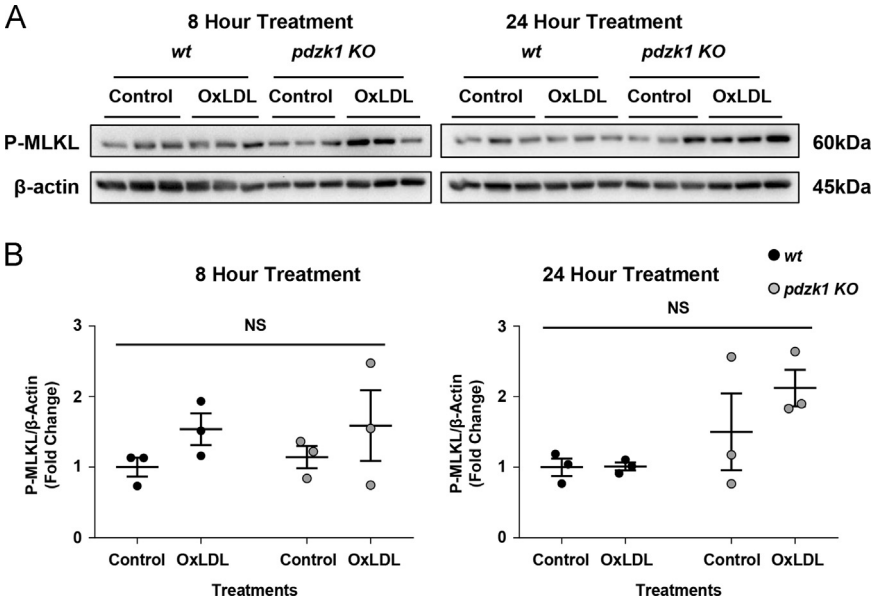 A
8 Hour Treatment 24 Hour Treatment
wt pdzk1 KO wt pdzk1 KO
Control OxLDL Control OxLDL Control OxLDL Control OxLDL
P-MLKL 60kDa
β-actin 45kDa
B
wt
8 Hour Treatment 24 Hour Treatment
pdzk1 KO
NS NS
3 3
2 2
1 1
0 0
P-MLKL/β-Actin
(Fold Change)
P-MLKL/β-Actin
(Fold Change)
Control OxLDL Control OxLDL Control OxLDL Control OxLDL
Treatments Treatments